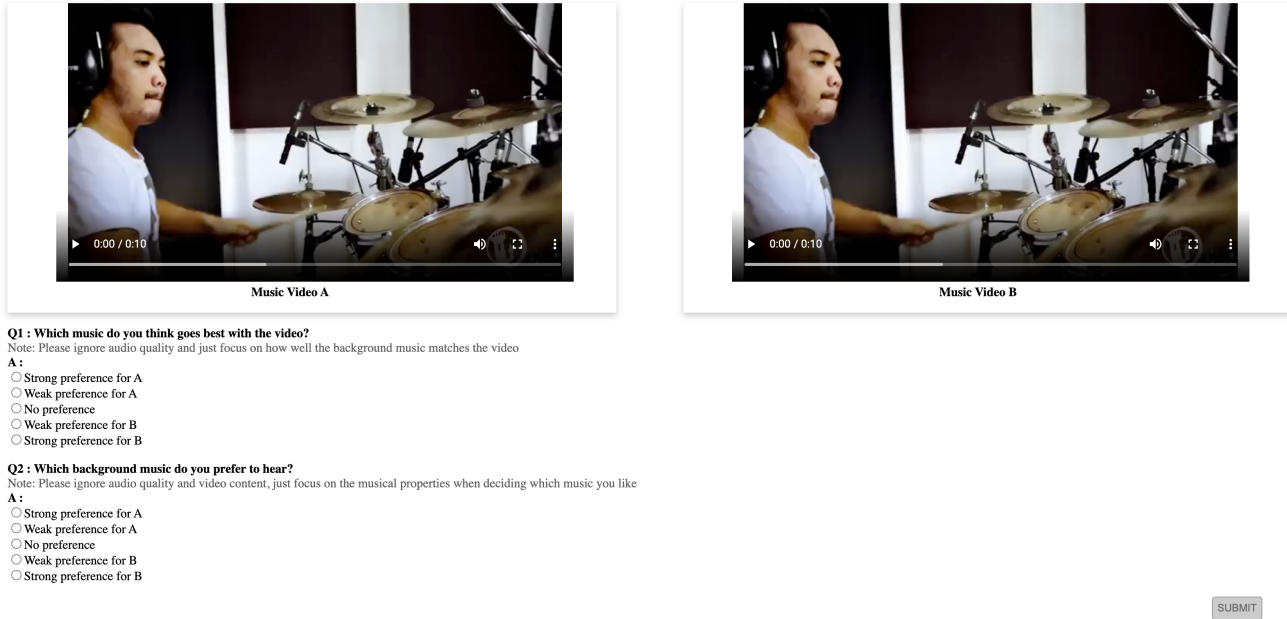 0:00 / 0:10
0:00 / 0:10
Music Video A
Music Video B
Q1 : Which music do you think goes best with the video?
Note: Please ignore audio quality and just focus on how well the background music matches the video
A :
Strong preference for A
Weak preference for A
No preference
Weak preference for B
Strong preference for B
Q2 : Which background music do you prefer to hear?
Note: Please ignore audio quality and video content, just focus on the musical properties when deciding which music you like
A :
Strong preference for A
Weak preference for A
No preference
Weak preference for B
Strong preference for B
SUBMIT